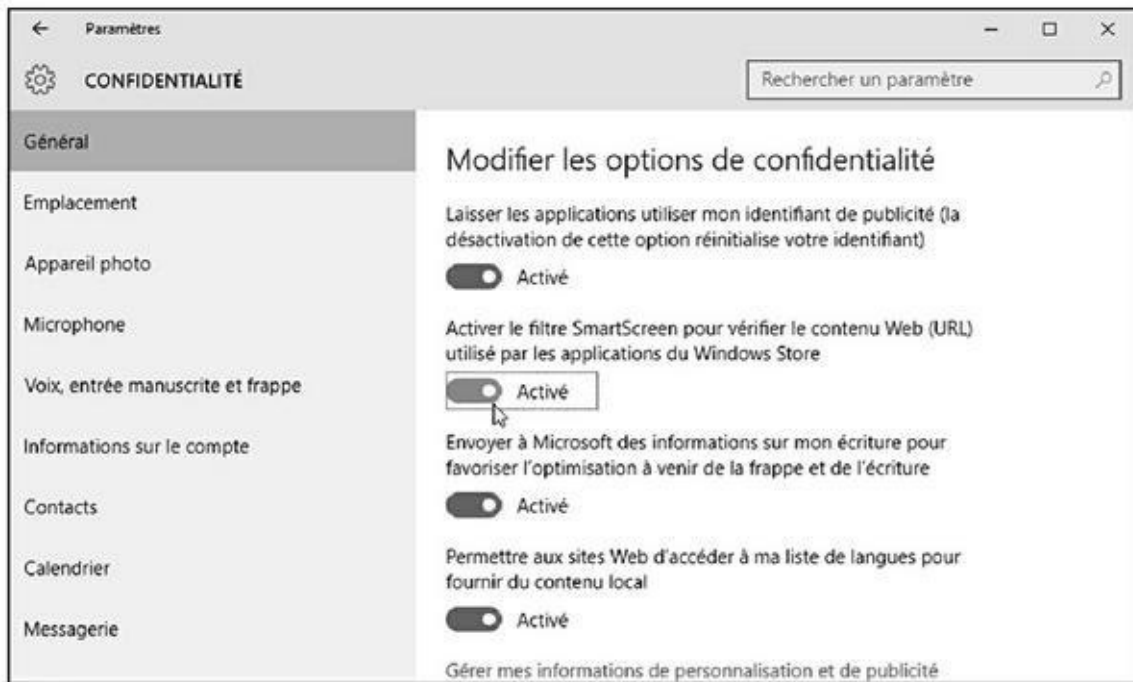 Paramètres
CONFIDENTIALITÉ
Rechercher un paramètre
Général
Emplacement
Appareil photo
Microphone
Voix, entrée manuscrite et frappe
Informations sur le compte
Contacts
Calendrier
Messagerie
Modifier les options de confidentialité
Laisser les applications utiliser mon identifiant de publicité (la
désactivation de cette option réinitialise votre identifiant)
Activé
Activer le filtre SmartScreen pour vérifier le contenu Web (URL)
utilisé par les applications du Windows Store
Activé
Envoyer à Microsoft des informations sur mon écriture pour
favoriser l'optimisation à venir de la frappe et de l'écriture
Activé
Permettre aux sites Web d'accéder à ma liste de langues pour
fournir du contenu local
Activé
Gérer mes informations de personnalisation et de publicité